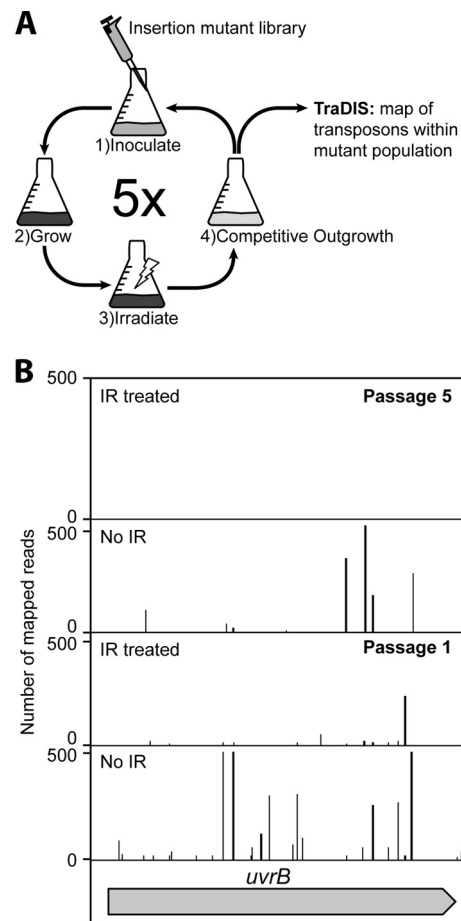 A
Insertion mutant library
1)Inoculate
TraDIS: map of
transposons within
mutant population
5x
2)Grow
4)Competitive Outgrowth
3)Irradiate
B
500
IR treated
Passage 5
0
500
No IR
0
500
IR treated
Passage 1
0
500
No IR
0
Number of mapped reads
uvrB